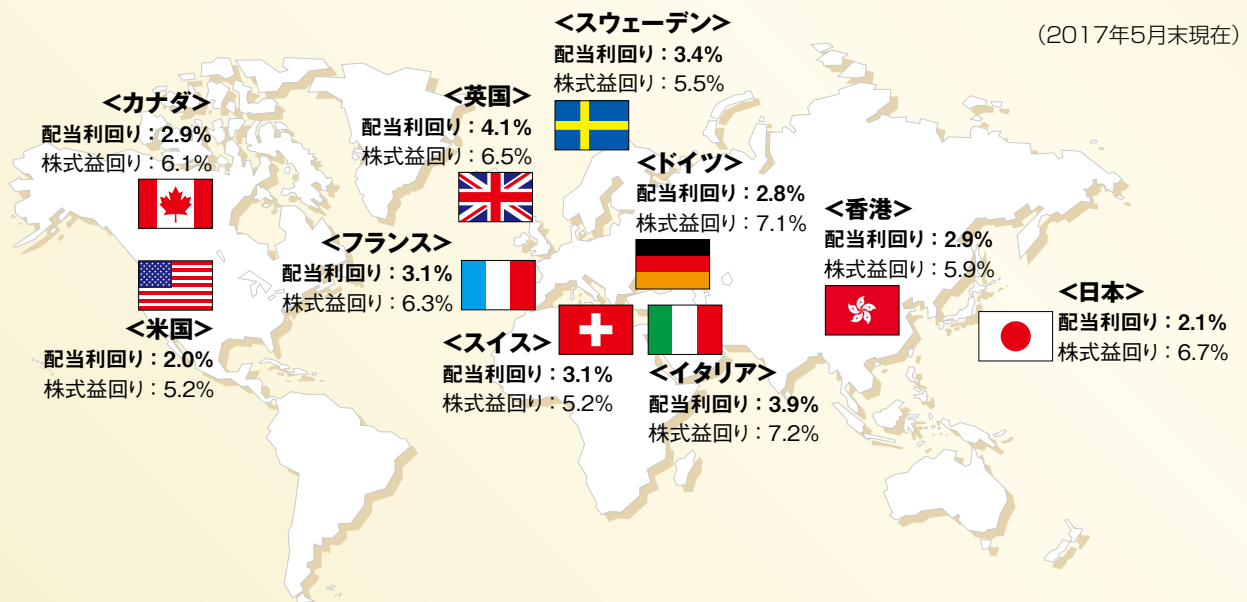 (2017年5月末現在)
<スウェーデン>
配当利回り：3.4%
株式益回り：5.5%
<カナダ>
配当利回り：2.9%
株式益回り：6.1%
<英国>
配当利回り：4.1%
株式益回り：6.5%
<ドイツ>
配当利回り：2.8%
株式益回り：7.1%
<香港>
配当利回り：2.9%
株式益回り：5.9%
<フランス>
配当利回り：3.1%
株式益回り：6.3%
<日本>
配当利回り：2.1%
株式益回り：6.7%
<米国>
配当利回り：2.0%
株式益回り：5.2%
<スイス>
配当利回り：3.1%
株式益回り：5.2%
<イタリア>
配当利回り：3.9%
株式益回り：7.2%